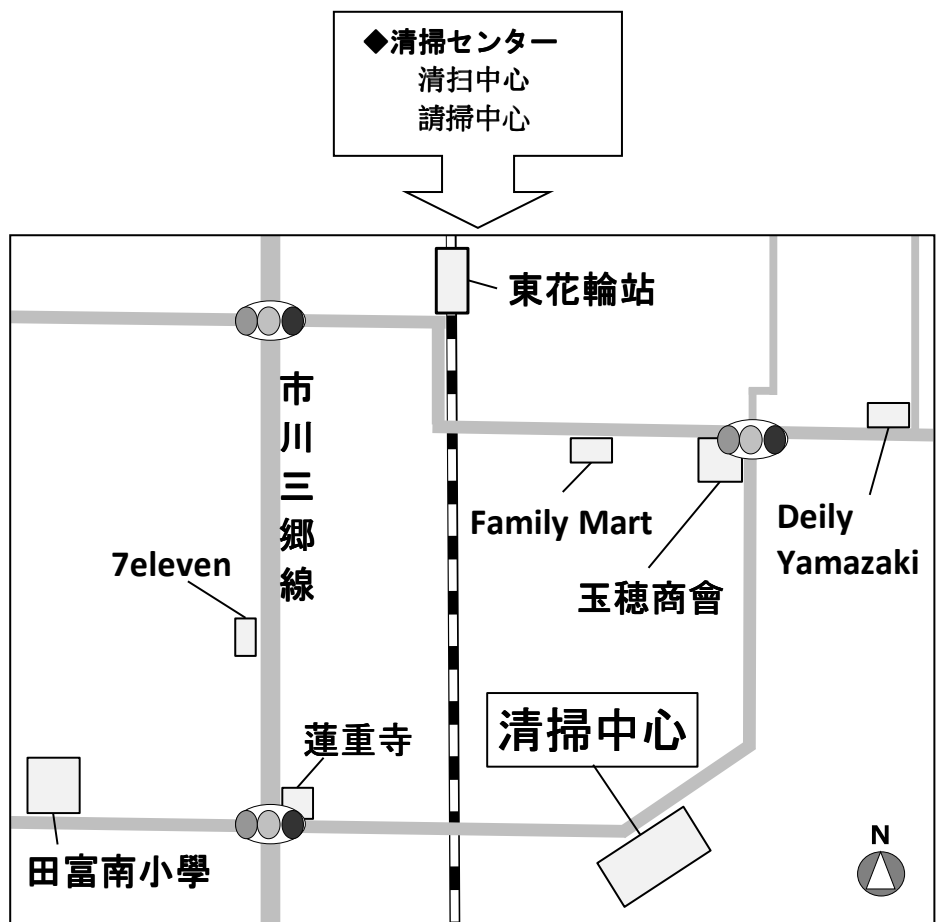 ◆清掃センター
清扫中心
請掃中心
東花輪站
市川三郷線
Family Mart
Deily
Yamazaki
7eleven
玉穂商會
清掃中心
蓮重寺
田富南小學
N